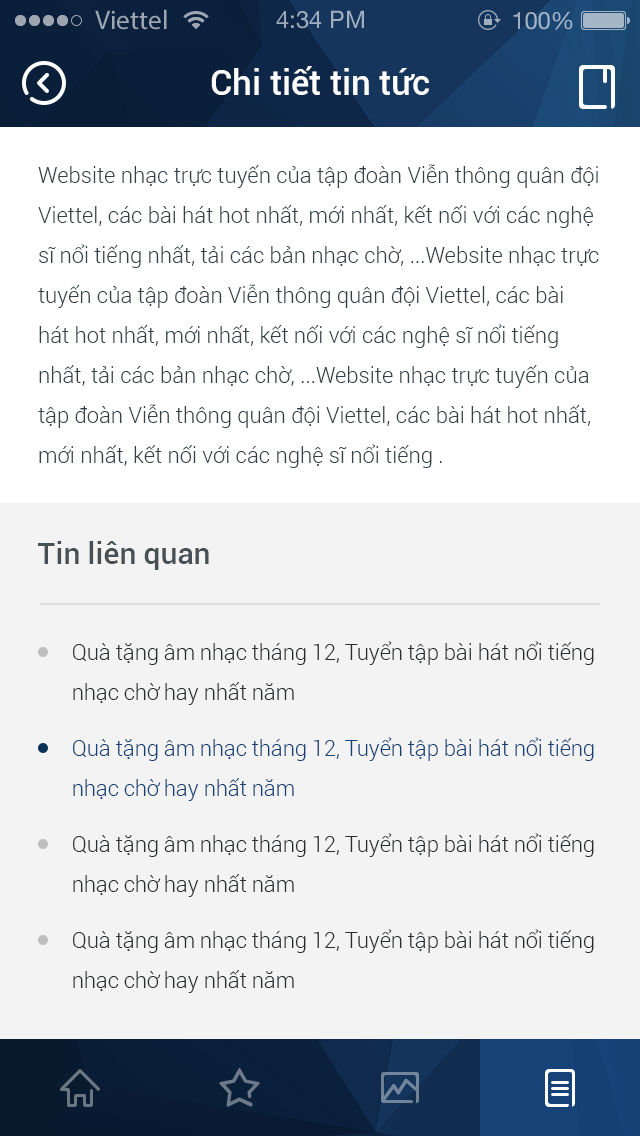 Viettel 4:34 PM 100%
Chi tiết tin tức
Website nhạc trực tuyến của tập đoàn Viễn thông quân đội
Viettel, các bài hát hot nhất, mới nhất, kết nối với các nghệ
sĩ nổi tiếng nhất, tải các bản nhạc chờ, ...Website nhạc trực
tuyến của tập đoàn Viễn thông quân đội Viettel, các bài
hát hot nhất, mới nhất, kết nối với các nghệ sĩ nổi tiếng
nhất, tải các bản nhạc chờ, ...Website nhạc trực tuyến của
tập đoàn Viễn thông quân đội Viettel, các bài hát hot nhất,
mới nhất, kết nối với các nghệ sĩ nổi tiếng .
Tin liên quan
Quà tặng âm nhạc tháng 12, Tuyển tập bài hát nổi tiếng
nhạc chờ hay nhất năm
Quà tặng âm nhạc tháng 12, Tuyển tập bài hát nổi tiếng
nhạc chờ hay nhất năm
Quà tặng âm nhạc tháng 12, Tuyển tập bài hát nổi tiếng
nhạc chờ hay nhất năm
Quà tặng âm nhạc tháng 12, Tuyển tập bài hát nổi tiếng
nhạc chờ hay nhất năm